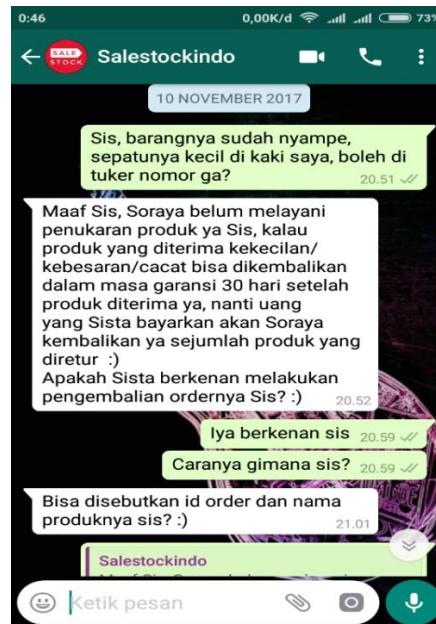 0:46
0,00K/d
73%
SALE
STOCK
Salestockindo
10 NOVEMBER 2017
Sis, barangnya sudah nyampe,
sepatunya kecil di kaki saya, boleh di
tuker nomor ga?
20.51
Maaf Sis, Soraya belum melayani
penukaran produk ya Sis, kalau
produk yang diterima kekecilan/
kebesaran/cacat bisa dikembalikan
dalam masa garansi 30 hari setelah
produk diterima ya, nanti uang
yang Sista bayarkan akan Soraya
kembalikan ya sejumlah produk yang
diretur :)
Apakah Sista berkenan melakukan
pengembalian ordernya Sis? :)
20.52
Iya berkenan sis 20.59
Caranya gimana sis? 20.59
Bisa disebutkan id order dan nama
produknya sis? :)
21.01
Salestockindo
Ketik pesan